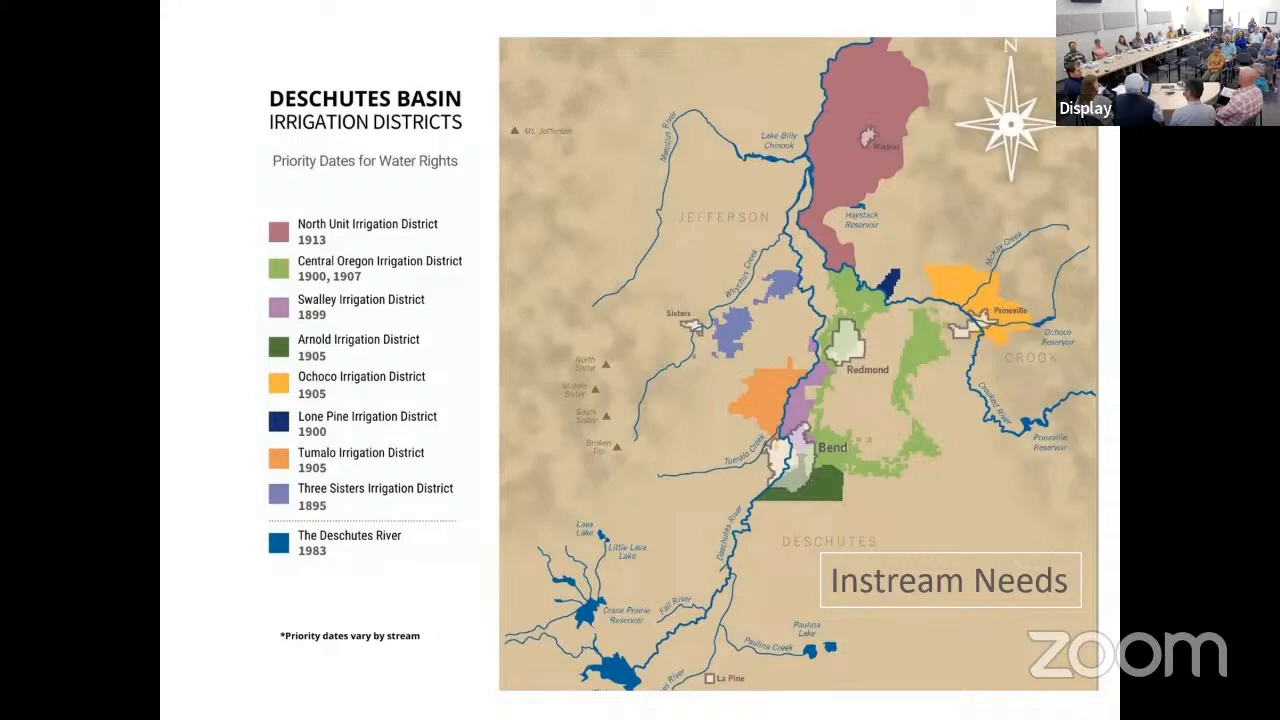 DESCHUTES BASIN
IRRIGATION DISTRICTS
Priority Dates for Water Rights
North Unit Irrigation District
1913
Central Oregon Irrigation District
1900, 1907
Swalley Irrigation District
1899
Arnold Irrigation District
1905
Ochoco Irrigation District
1905
Lone Pine Irrigation District
1900
Tumalo Irrigation District
1905
Three Sisters Irrigation District
1895
The Deschutes River
1983
*Priority dates vary by stream
N
Display
Mt. Jefferson
Metolius River
Lake Billy
Chinook
Madras
JEFFERSON
Haystack
Reservoir
McKay Creek
Whychus Creek
Sisters
Prineville
Ochoco
Reservoir
CROOK
North
Sister
Middle
Sister
South
Sister
Broken
Top
Redmond
Crooked River
Prineville
Reservoir
Tumalo Creek
Bend
Deschutes River
DESCHUTES
Lava
Lake
Little Lava
Lake
Crane Prairie
Reservoir
Fall River
Paulina
Lake
Paulina Creek
La Pine
River
Instream Needs
zoom